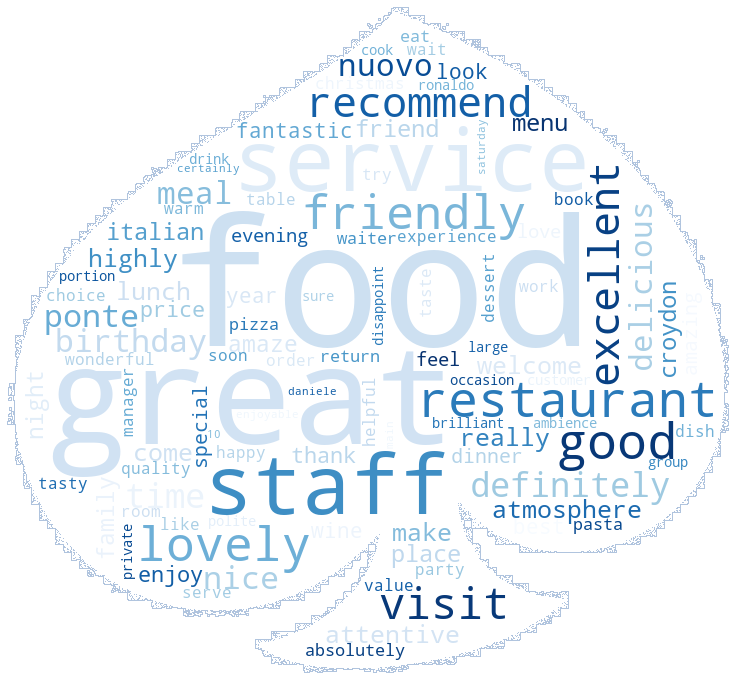 eat
cook wait
nuovo look
christmas ronaldo
recommend
menu
fantastic friend
service
saturday
drink
certainly
meal
try
warm
table
book
friendly
excellent
love
italian
evening
waiter experience
food
delicious
highly
portion
choice
lunch
year
sure
disappoint
taste
dessert
work
croydon
amazing
ponte
price
pizza
birthday
amaze
wonderful
soon
order
return
feel
large
welcome
great
night
manager
special
daniele
enjoyable
helpful
occasion
customer
restaurant
brilliant
ambience
really
good
dish
group
come
happy
thank
dinner
quality
staff
tasty
family
time
definitely
room
like
polite
wine
atmosphere
pasta
lovely
make
private
enjoy
nice
place
party
serve
value
visit
attentive
absolutely